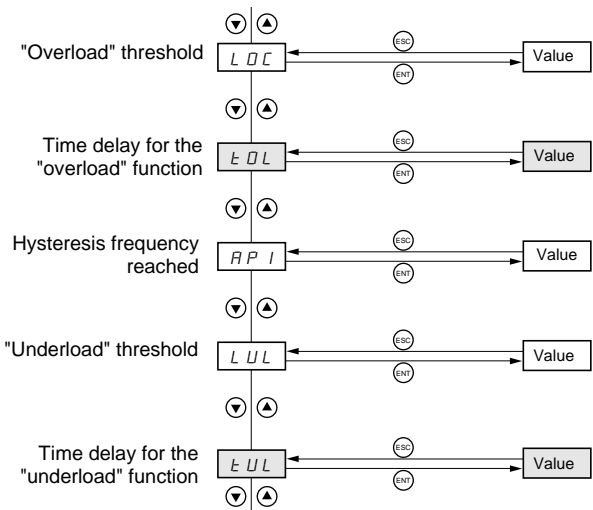 ESC
"Overload" threshold LOC Value
ENT
Time delay for the
"overload" function
ESC
tOL Value
ENT
Hysteresis frequency
reached
ESC
API Value
ENT
"Underload" threshold
ESC
LUL Value
ENT
Time delay for the
"underload" function
ESC
tUL Value
ENT